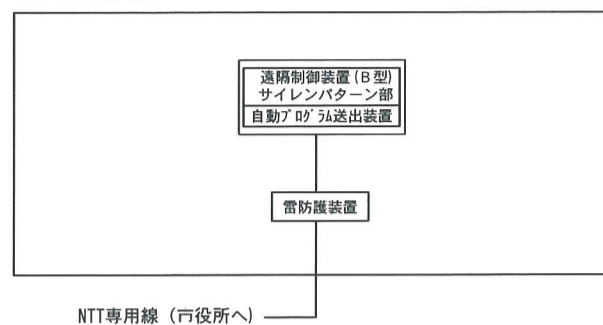 遠隔制御装置(B型)
サイレンパターン部
自動ﾌﾟﾛｸﾞﾗﾑ送出装置
雷防護装置
NTT専用線（市役所へ）